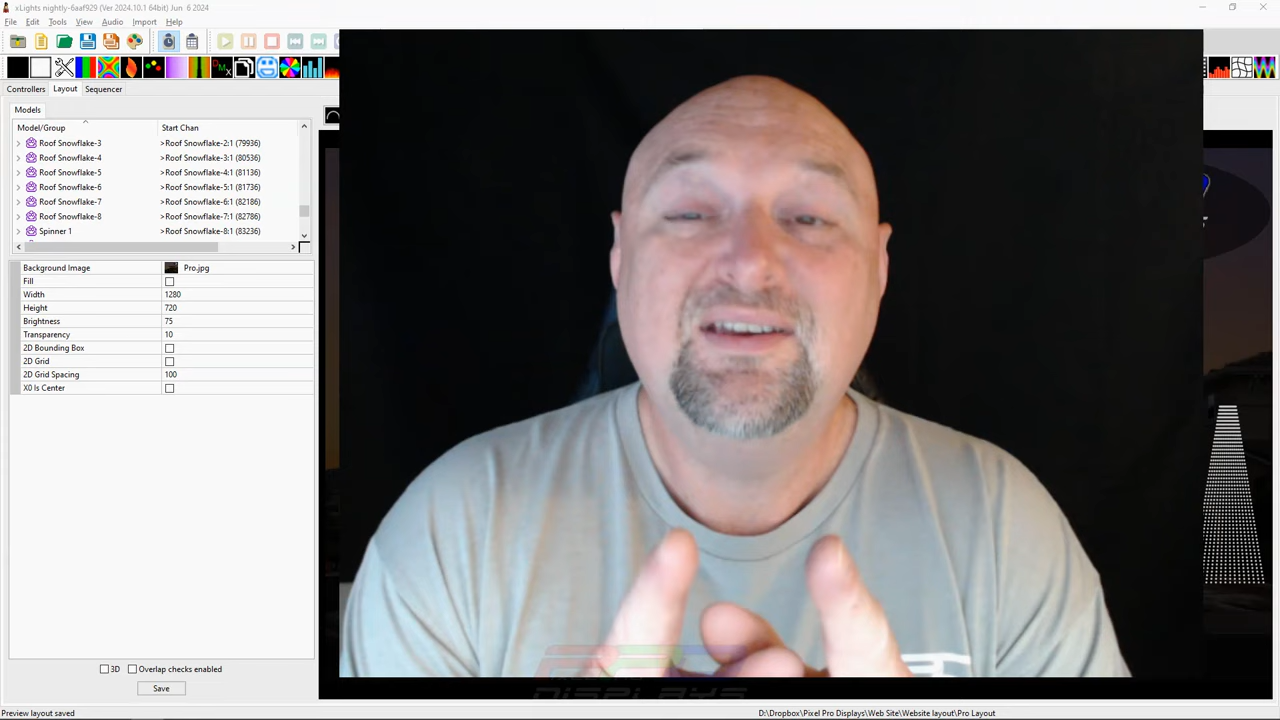 xLights nightly-6aaf929 (Ver 2024.10.1 64bit) Jun 6 2024
File Edit Tools View Audio Import Help
Controllers Layout Sequencer
Models
Model/Group Start Chan
Roof Snowflake-3 >Roof Snowflake-2:1 (79936)
Roof Snowflake-4 >Roof Snowflake-3:1 (80536)
Roof Snowflake-5 >Roof Snowflake-4:1 (81136)
Roof Snowflake-6 >Roof Snowflake-5:1 (81736)
Roof Snowflake-7 >Roof Snowflake-6:1 (82186)
Roof Snowflake-8 >Roof Snowflake-7:1 (82786)
Spinner 1 >Roof Snowflake-8:1 (83236)
Background Image Pro.jpg
Fill
Width 1280
Height 720
Brightness 75
Transparency 10
2D Bounding Box
2D Grid
2D Grid Spacing 100
X0 Is Center
3D Overlap checks enabled
Save
DISPLAYS
Preview layout saved D:\Dropbox\Pixel Pro Displays\Web Site\Website layout\Pro Layout